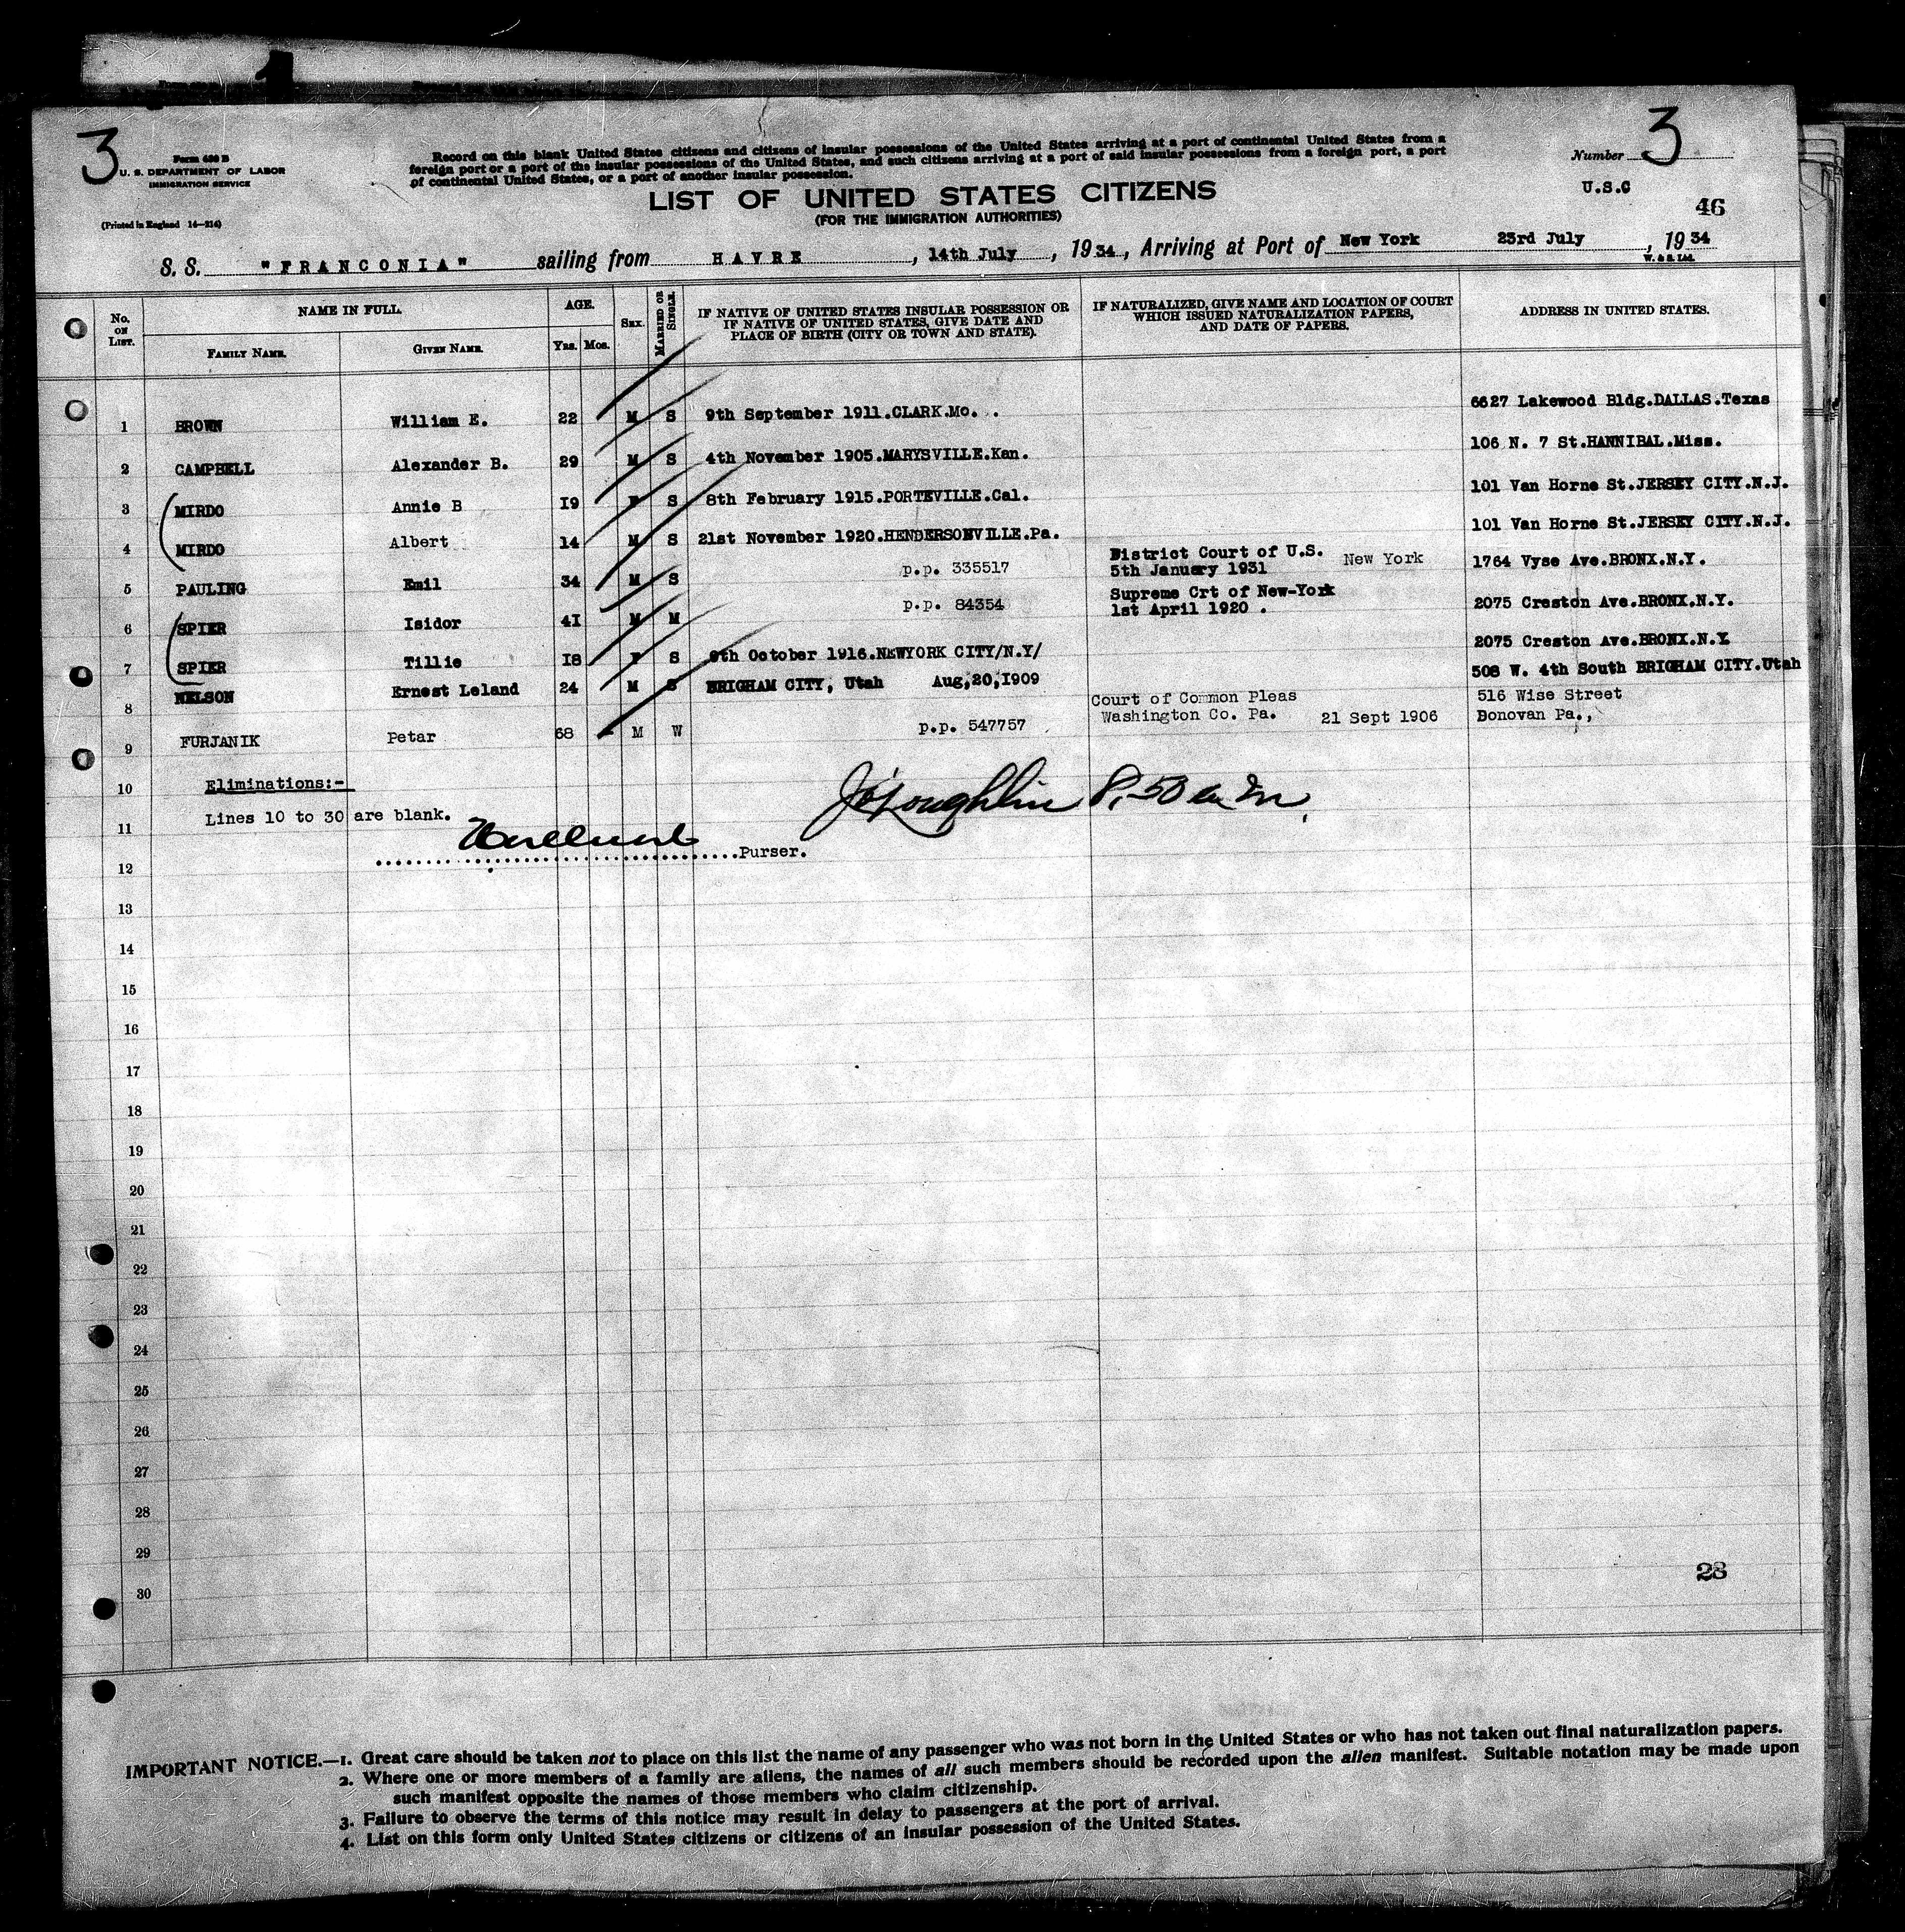 3
Form 430 B
U. S. DEPARTMENT OF LABOR
IMMIGRATION SERVICE
(Printed in England 14—214)
Record on this blank United States citizens and citizens of insular possessions of the United States arriving at a port of continental United States from a
foreign port or a port of the insular possessions of the United States, and such citizens arriving at a port of said insular possessions from a foreign port, a port
of continental United States, or a port of another insular possession.
Number 3
U.S.C
46
LIST OF UNITED STATES CITIZENS
(FOR THE IMMIGRATION AUTHORITIES)
S. S. "FRANCONIA" sailing from HAVRE, 14th July, 1934, Arriving at Port of New York 23rd July, 1934
W. & S. Ltd.
No. ON LIST. NAME IN FULL. AGE. SEX. MARRIED OR SINGLE. IF NATIVE OF UNITED STATES INSULAR POSSESSION OR IF NATIVE OF UNITED STATES, GIVE DATE AND PLACE OF BIRTH (CITY OR TOWN AND STATE). IF NATURALIZED, GIVE NAME AND LOCATION OF COURT WHICH ISSUED NATURALIZATION PAPERS, AND DATE OF PAPERS. ADDRESS IN UNITED STATES.
FAMILY NAME. GIVEN NAME. YRS. MOS.
1 BROWN William E. 22 M S 9th September 1911.CLARK.Mo. . 6627 Lakewood Bldg.DALLAS.Texas
2 CAMPBELL Alexander B. 29 M S 4th November 1905.MARYSVILLE.Kan. 106 N. 7 St.HANNIBAL.Miss.
3 MIRDO Annie B 19 F S 8th February 1915.PORTEVILLE.Cal. 101 Van Horne St.JERSEY CITY.N.J.
4 MIRDO Albert 14 M S 21st November 1920.HENDERSONVILLE.Pa. 101 Van Horne St.JERSEY CITY.N.J.
5 PAULING Emil 34 M S p.p. 335517 District Court of U.S. New York 5th January 1931 1764 Vyse Ave.BRONX.N.Y.
6 SPIER Isidor 41 M M p.p. 84354 Supreme Crt of New-York 1st April 1920 . 2075 Creston Ave.BRONX.N.Y.
7 SPIER Tillie 18 F S 9th October 1916.NEWYORK CITY/N.Y/ 2075 Creston Ave.BRONX.N.Y
8 NELSON Ernest Leland 24 M S BRIGHAM CITY, Utah Aug,20,1909 508 W. 4th South BRIGHAM CITY.Utah
9 FURJANIK Petar 68 M W p.p. 547757 Court of Common Pleas Washington Co. Pa. 21 Sept 1906 516 Wise Street Donovan Pa.,
10 Eliminations:-
11 Lines 10 to 30 are blank.
J O'Loughlin 8,50 a m
Purser.
12
13
14
15
16
17
18
19
20
21
22
23
24
25
26
27
28
29
30
28
IMPORTANT NOTICE.—1. Great care should be taken not to place on this list the name of any passenger who was not born in the United States or who has not taken out final naturalization papers.
2. Where one or more members of a family are aliens, the names of all such members should be recorded upon the alien manifest. Suitable notation may be made upon
such manifest opposite the names of those members who claim citizenship.
3. Failure to observe the terms of this notice may result in delay to passengers at the port of arrival.
4. List on this form only United States citizens or citizens of an insular possession of the United States.